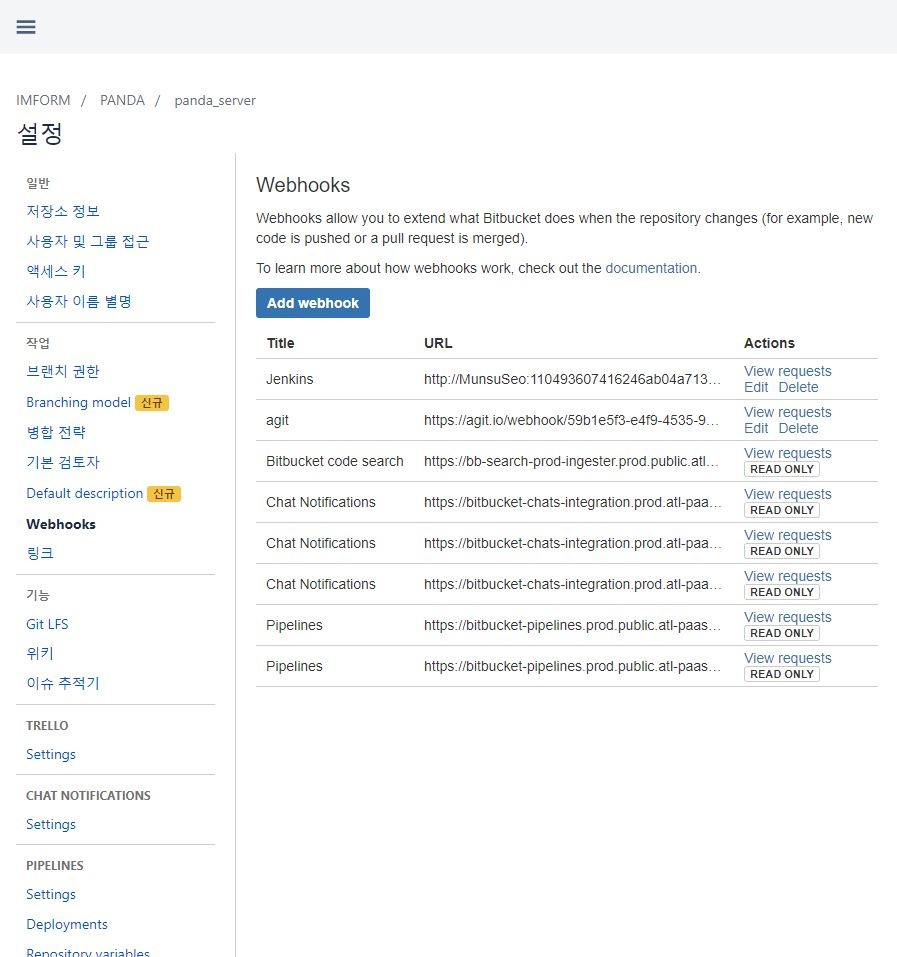 IMFORM / PANDA / panda_server
설정
일반
저장소 정보
사용자 및 그룹 접근
액세스 키
사용자 이름 별명
작업
브랜치 권한
Branching model 신규
병합 전략
기본 검토자
Default description 신규
Webhooks
링크
기능
Git LFS
위키
이슈 추적기
TRELLO
Settings
CHAT NOTIFICATIONS
Settings
PIPELINES
Settings
Deployments
Repository variables
Webhooks
Webhooks allow you to extend what Bitbucket does when the repository changes (for example, new
code is pushed or a pull request is merged).
To learn more about how webhooks work, check out the documentation.
Add webhook
Title URL Actions
Jenkins http://MunsuSeo:110493607416246ab04a713… View requests
Edit Delete
agit https://agit.io/webhook/59b1e5f3-e4f9-4535-9… View requests
Edit Delete
Bitbucket code search https://bb-search-prod-ingester.prod.public.atl… View requests
READ ONLY
Chat Notifications https://bitbucket-chats-integration.prod.atl-paa… View requests
READ ONLY
Chat Notifications https://bitbucket-chats-integration.prod.atl-paa… View requests
READ ONLY
Chat Notifications https://bitbucket-chats-integration.prod.atl-paa… View requests
READ ONLY
Pipelines https://bitbucket-pipelines.prod.public.atl-paas… View requests
READ ONLY
Pipelines https://bitbucket-pipelines.prod.public.atl-paas… View requests
READ ONLY